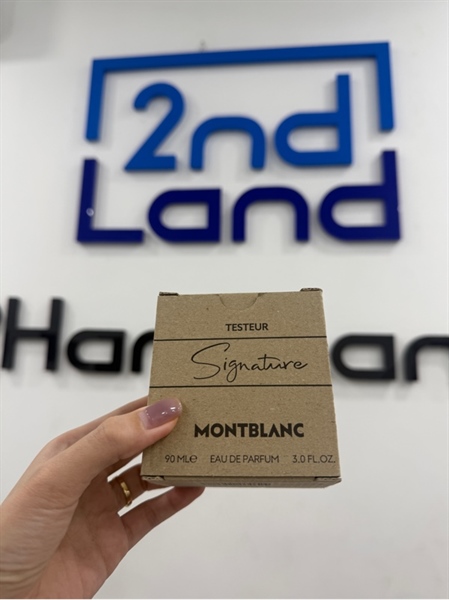 2nd
Land
TESTEUR
Signature
MONTBLANC
90 ML℮ EAU DE PARFUM 3.0 FL.OZ.